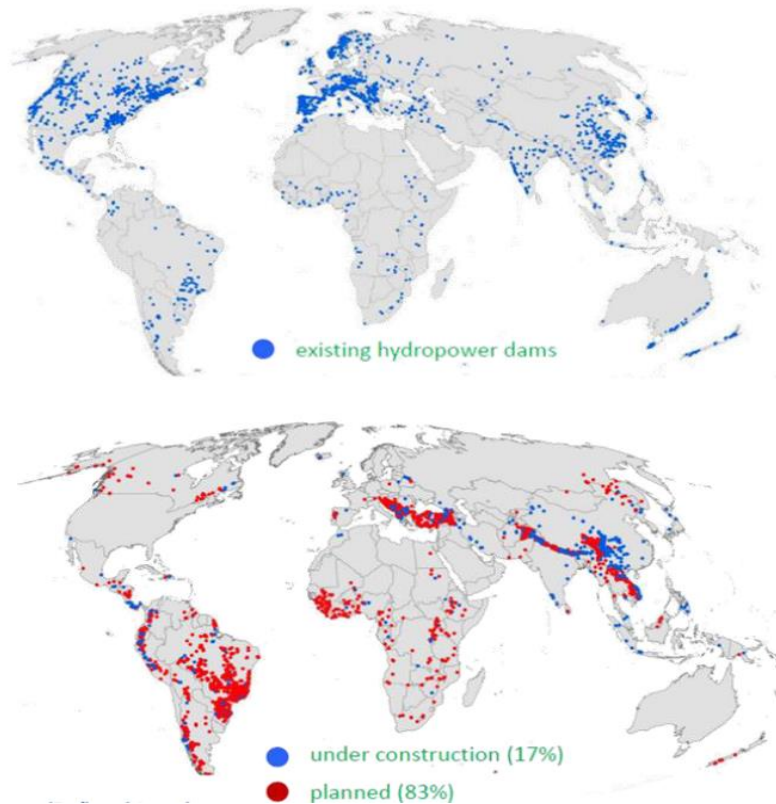 existing hydropower dams
under construction (17%)
planned (83%)